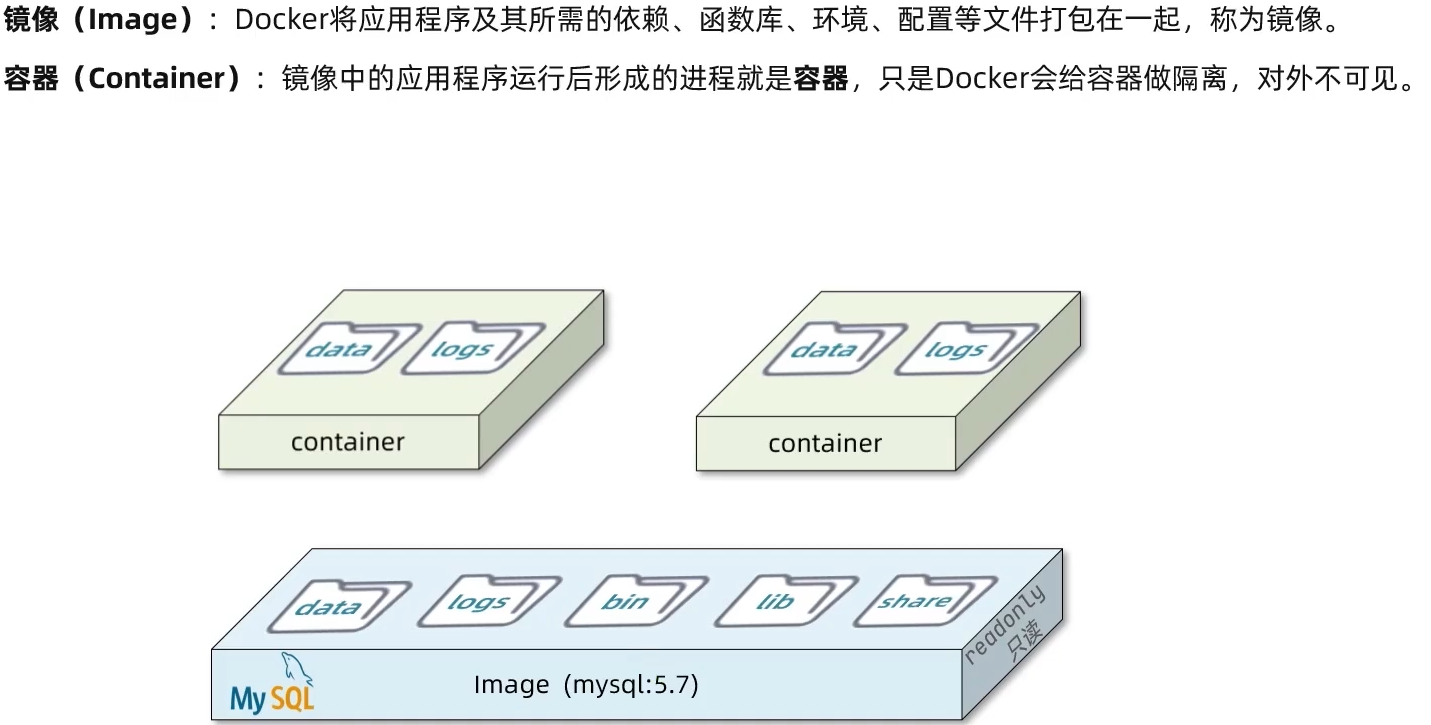 镜像（Image）：Docker将应用程序及其所需的依赖、函数库、环境、配置等文件打包在一起，称为镜像。
容器（Container）：镜像中的应用程序运行后形成的进程就是容器，只是Docker会给容器做隔离，对外不可见。
data logs
data logs
container
container
data logs bin lib share
readonly
只读
MySQL
Image (mysql:5.7)